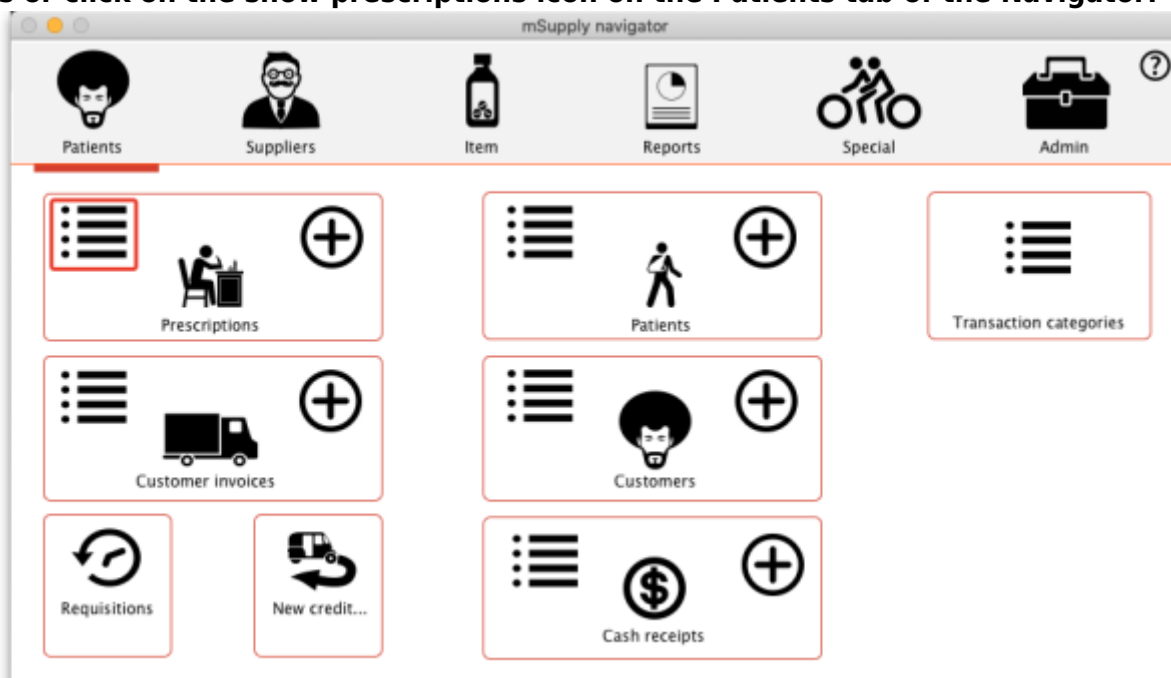 s or click on the show prescriptions icon on the Patients tab of the Navigator.
mSupply navigator
?
Patients
Suppliers
Item
Reports
Special
Admin
Prescriptions
Patients
Transaction categories
Customer invoices
Customers
Requisitions
New credit...
$
Cash receipts